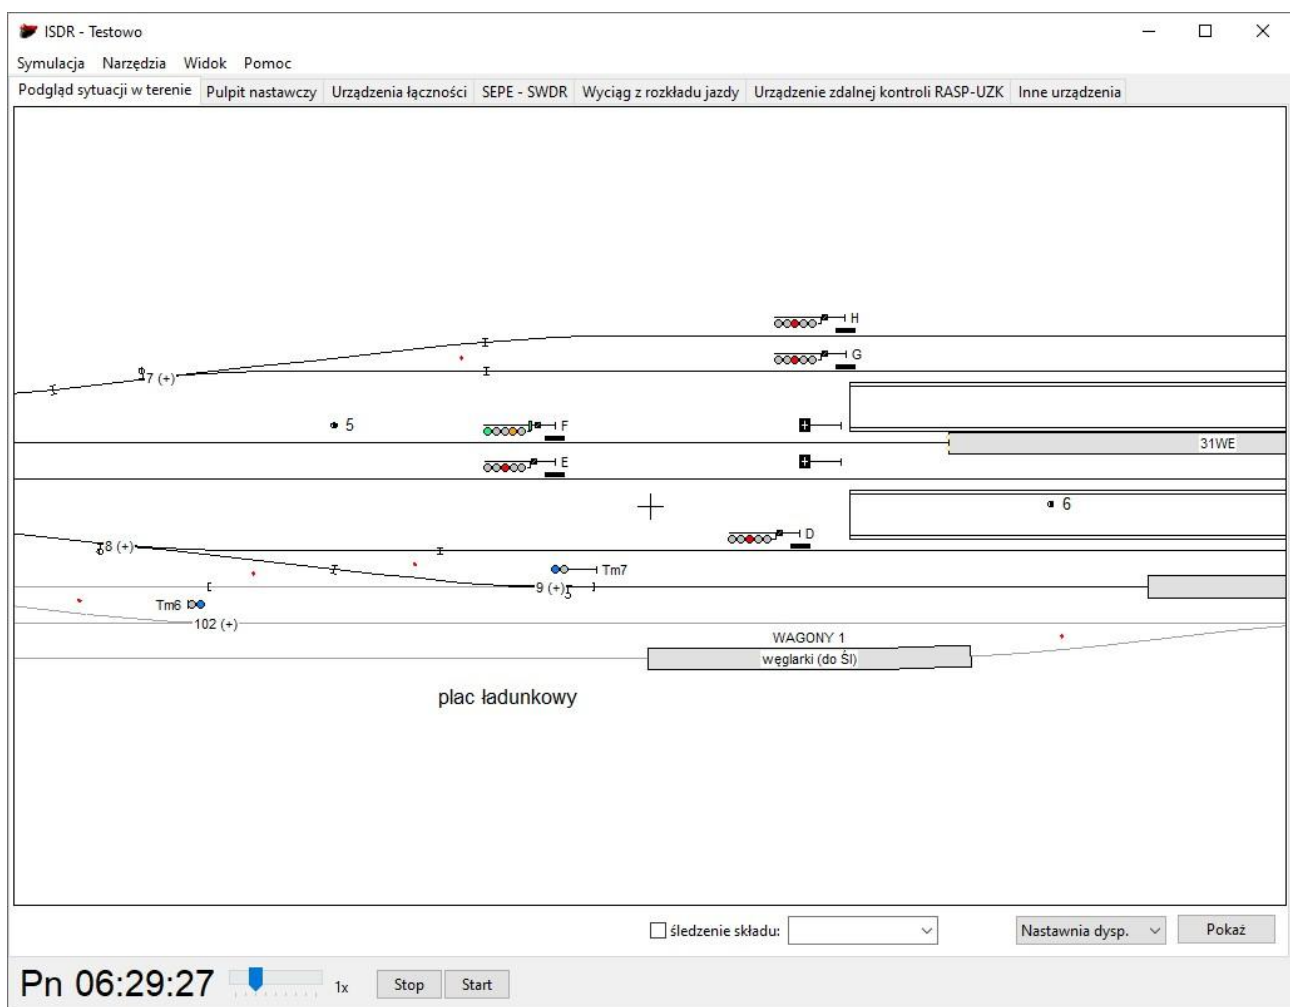 ISDR - Testowo
Symulacja Narzędzia Widok Pomoc
Podgląd sytuacji w terenie Pulpit nastawczy Urządzenia łączności SEPE - SWDR Wyciąg z rozkładu jazdy Urządzenie zdalnej kontroli RASP-UZK Inne urządzenia
H
G
7 (+)
5
F
31WE
E
6
D
8 (+)
Tm7
9 (+)
Tm6
102 (+)
WAGONY 1
węglarki (do Śl)
plac ładunkowy
śledzenie składu: Nastawnia dysp. Pokaż
Pn 06:29:27 1x Stop Start